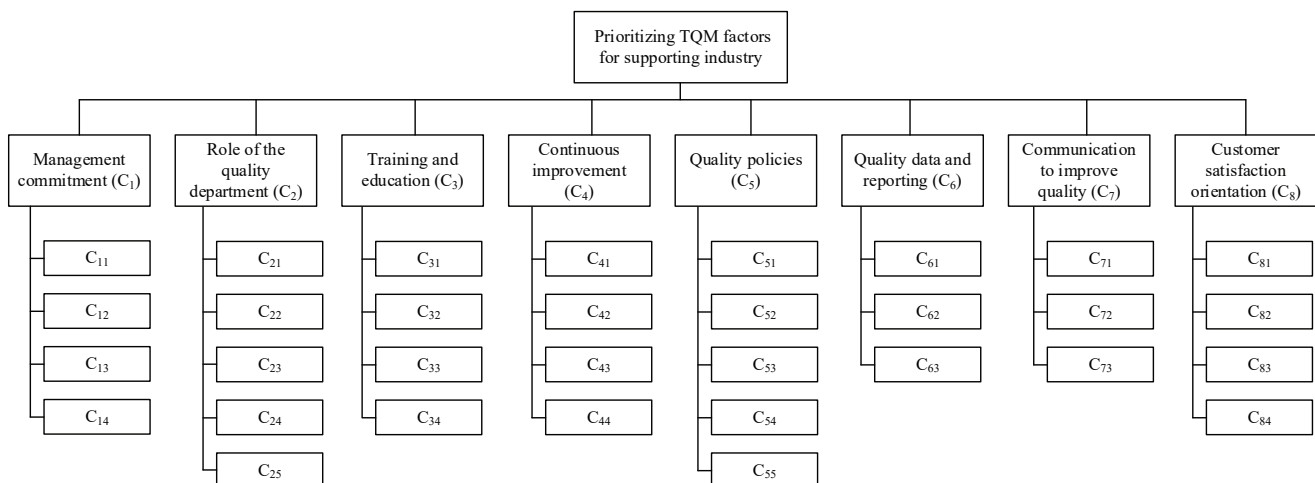 Prioritizing TQM factors
for supporting industry
Management
commitment (C₁)
Role of the
quality
department (C₂)
Training and
education (C₃)
Continuous
improvement
(C₄)
Quality policies
(C₅)
Quality data and
reporting (C₆)
Communication
to improve
quality (C₇)
Customer
satisfaction
orientation (C₈)
C₁₁
C₁₂
C₁₃
C₁₄
C₂₁
C₂₂
C₂₃
C₂₄
C₂₅
C₃₁
C₃₂
C₃₃
C₃₄
C₄₁
C₄₂
C₄₃
C₄₄
C₅₁
C₅₂
C₅₃
C₅₄
C₅₅
C₆₁
C₆₂
C₆₃
C₇₁
C₇₂
C₇₃
C₈₁
C₈₂
C₈₃
C₈₄